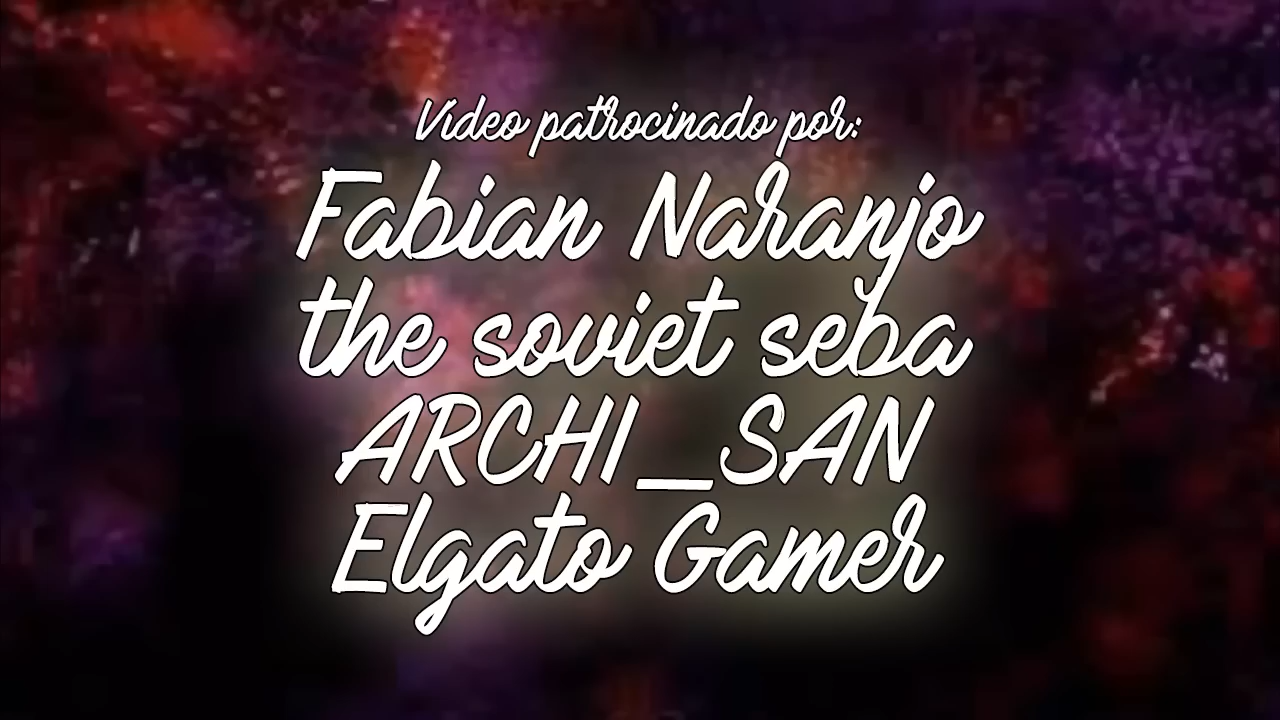 Video patrocinado por:
Fabian Naranjo
the soviet seba
ARCHI_SAN
Elgato Gamer